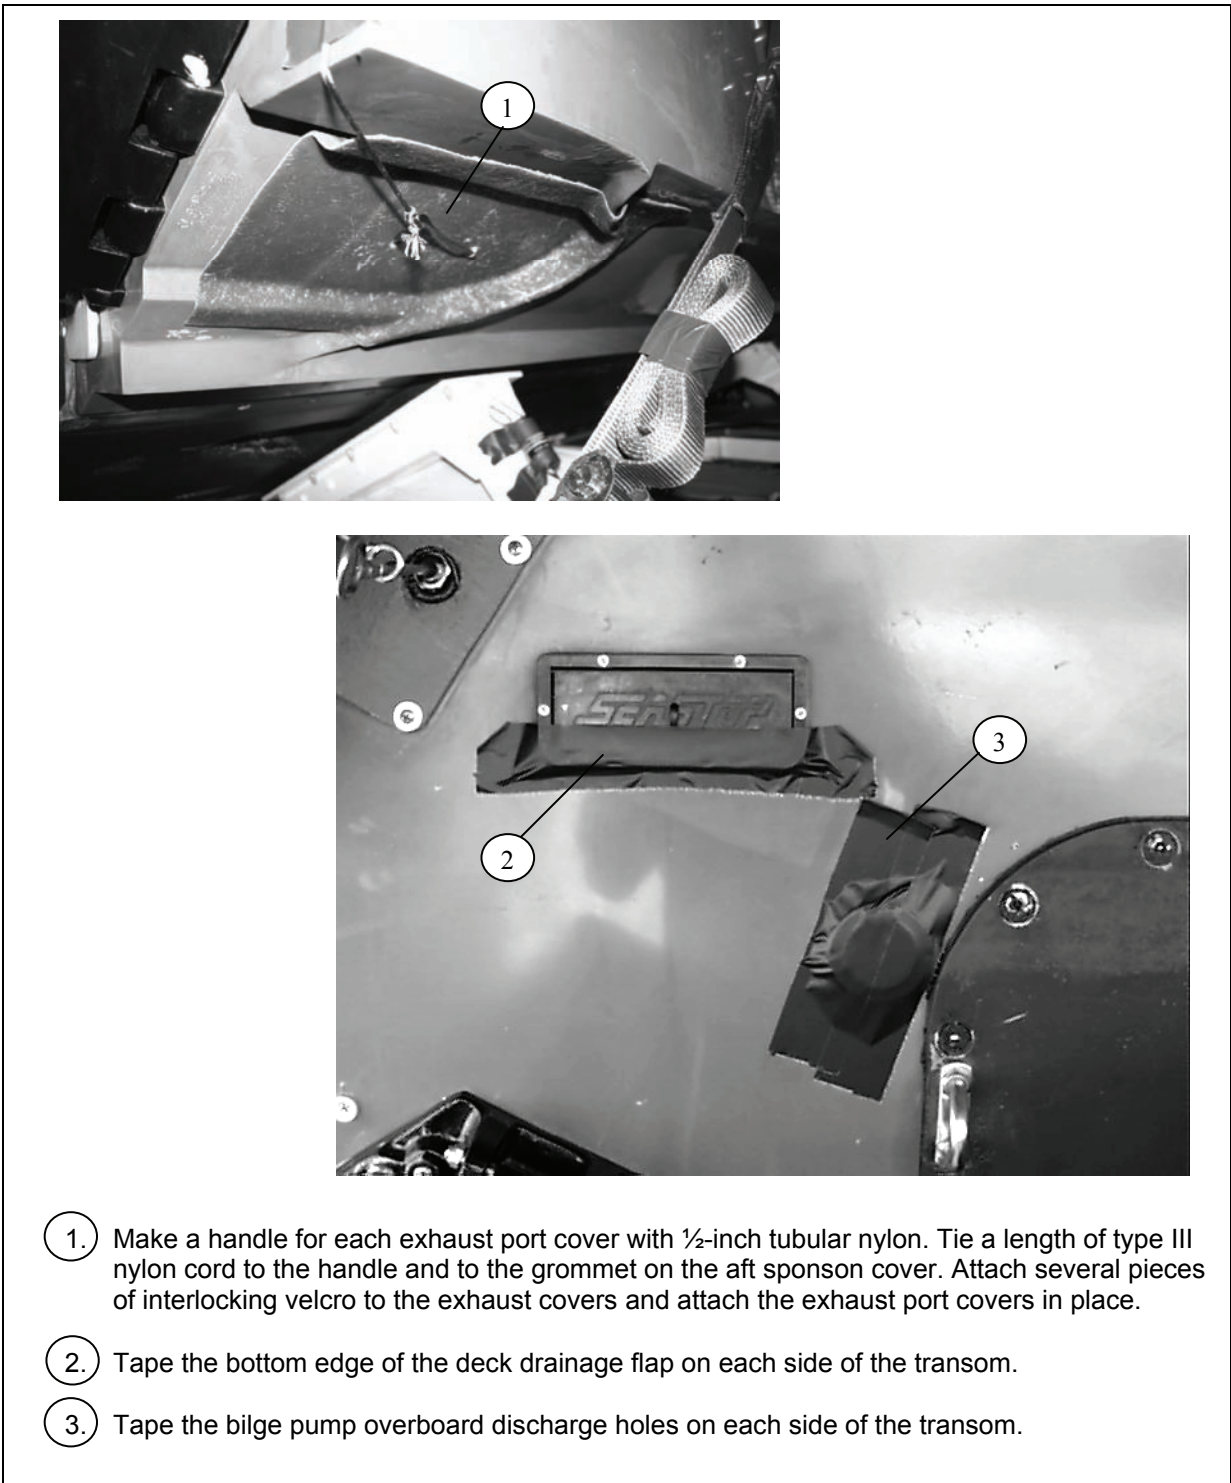 1
SEASTOW
2
3
1. Make a handle for each exhaust port cover with ½-inch tubular nylon. Tie a length of type III
nylon cord to the handle and to the grommet on the aft sponson cover. Attach several pieces
of interlocking velcro to the exhaust covers and attach the exhaust port covers in place.
2. Tape the bottom edge of the deck drainage flap on each side of the transom.
3. Tape the bilge pump overboard discharge holes on each side of the transom.